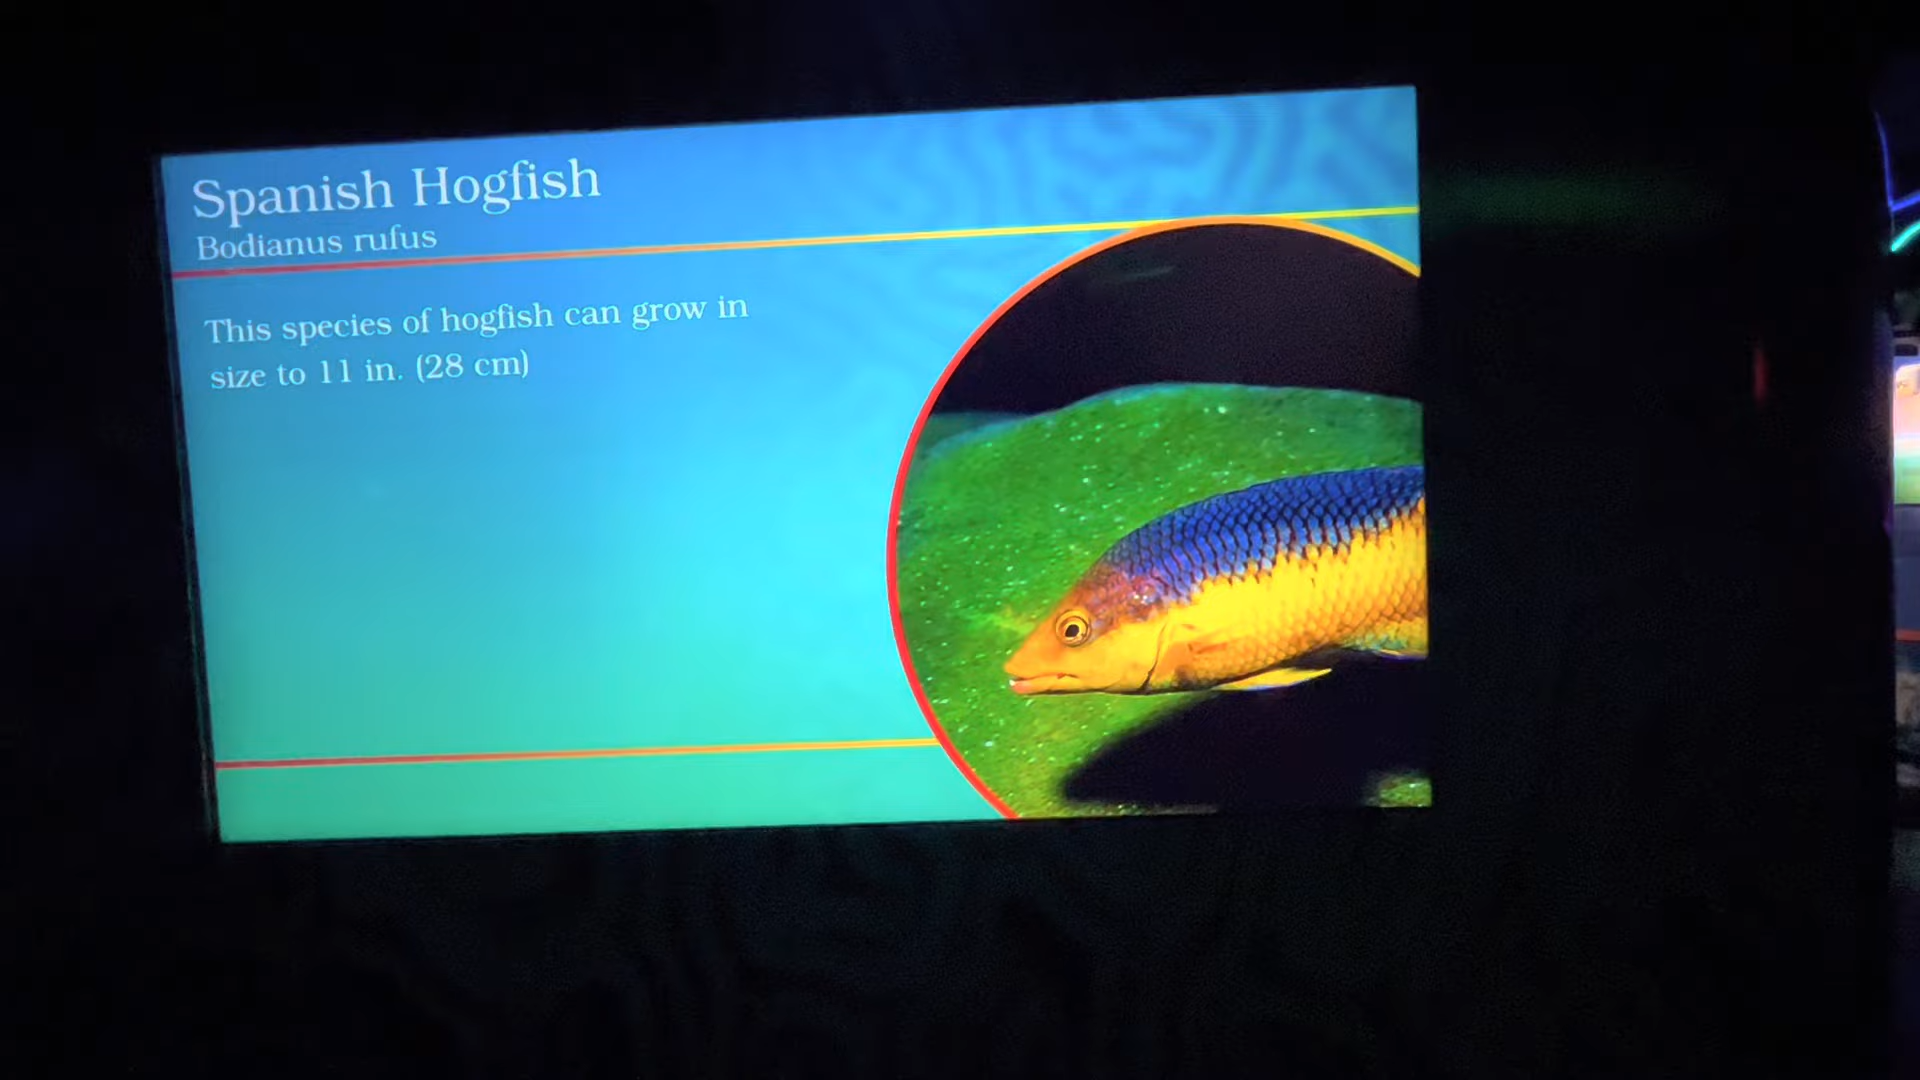 Spanish Hogfish
Bodianus rufus
This species of hogfish can grow in
size to 11 in. (28 cm)